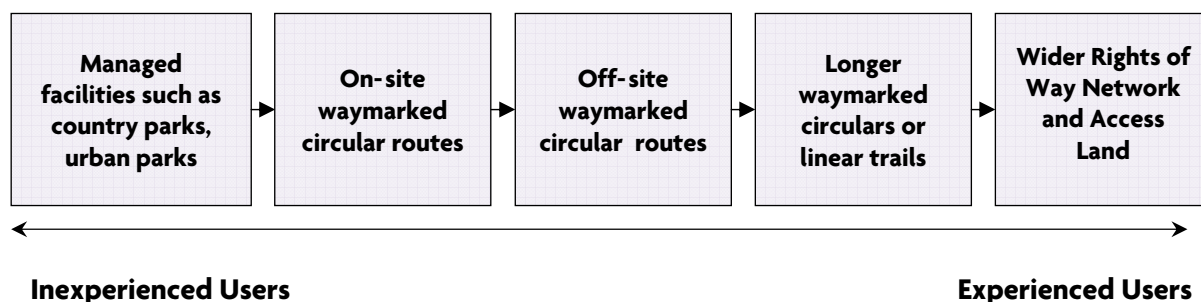 Managed
facilities such as
country parks,
urban parks
On-site
waymarked
circular routes
Off-site
waymarked
circular routes
Longer
waymarked
circulars or
linear trails
Wider Rights of
Way Network
and Access
Land
Inexperienced Users
Experienced Users